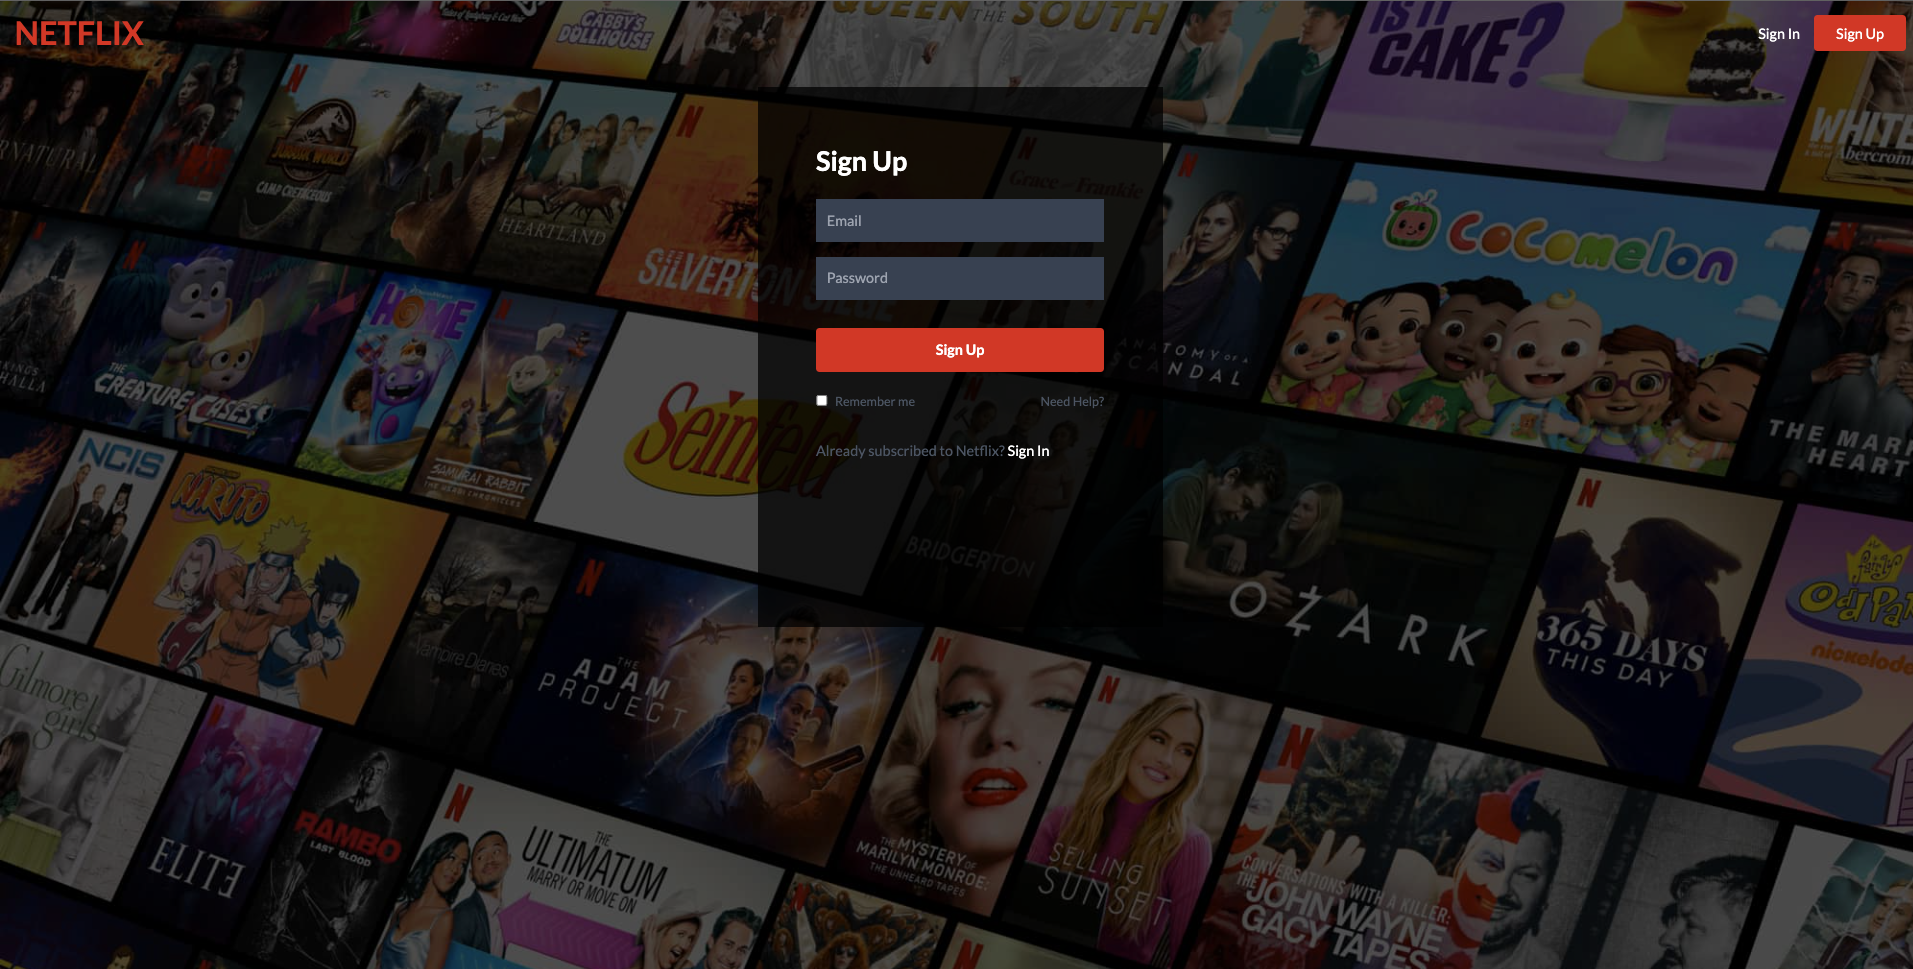 NETFLIX
Sign In
Sign Up
GABBY'S
DOLLHOUSE
QUEEN OF THE SOUTH
IS IT
CAKE?
WHITE
Abercrom
JURASSIC WORLD
CAMP CRETACEOUS
HEARTLAND
Grace and Frankie
SILVERTON SIEGE
COCOMELON
Sign Up
Email
Password
Sign Up
Remember me
Need Help?
Already subscribed to Netflix? Sign In
HOME
THE
CREATURE CASES
SAMURAI RABBIT
THE USAGI CHRONICLES
Seinfeld
ANATOMY OF A
SCANDAL
THE MARK
HEART
NCIS
NARUTO
BRIDGERTON
OZARK
365 DAYS
THIS DAY
fairly
OddPa
nickelode
Vampire Diaries
THE
ADAM
PROJECT
Gilmore
girls
ELITE
RAMBO
LAST BLOOD
THE
ULTIMATUM
MARRY OR MOVE ON
THE MYSTERY OF
MARILYN MONROE:
THE UNHEARD TAPES
SELLING
SUNSET
CONVERSATIONS WITH A KILLER:
THE JOHN WAYNE
GACY TAPES